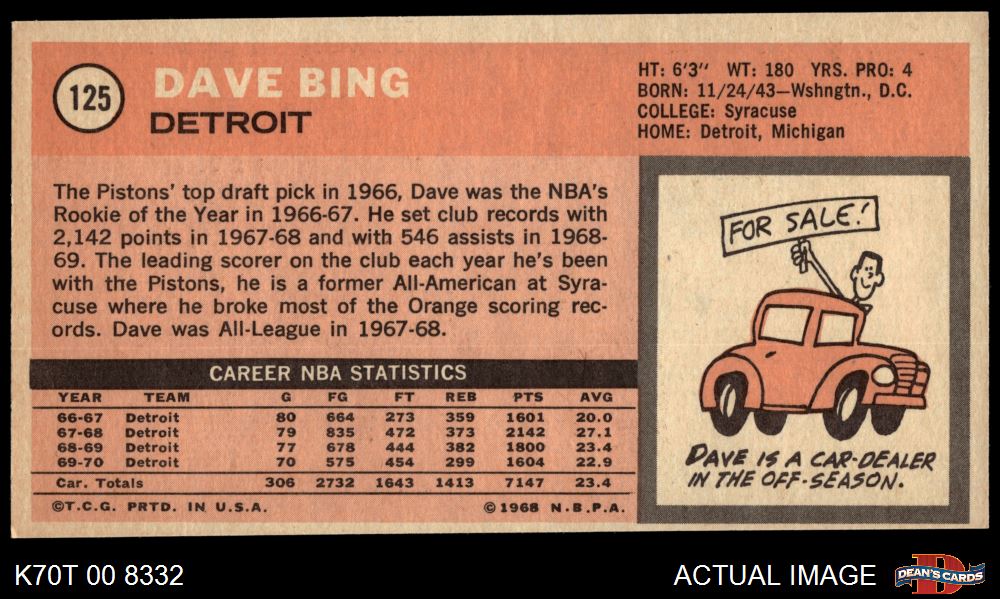 125
DAVE BING
DETROIT
HT: 6'3" WT: 180 YRS. PRO: 4
BORN: 11/24/43—Wshngtn., D.C.
COLLEGE: Syracuse
HOME: Detroit, Michigan
The Pistons' top draft pick in 1966, Dave was the NBA's
Rookie of the Year in 1966-67. He set club records with
2,142 points in 1967-68 and with 546 assists in 1968-
69. The leading scorer on the club each year he's been
with the Pistons, he is a former All-American at Syra-
cuse where he broke most of the Orange scoring rec-
ords. Dave was All-League in 1967-68.
CAREER NBA STATISTICS
YEAR TEAM G FG FT REB PTS AVG
66-67 Detroit 80 664 273 359 1601 20.0
67-68 Detroit 79 835 472 373 2142 27.1
68-69 Detroit 77 678 444 382 1800 23.4
69-70 Detroit 70 575 454 299 1604 22.9
Car. Totals 306 2732 1643 1413 7147 23.4
©T.C.G. PRTD. IN U.S.A. ©1968 N.B.P.A.
FOR SALE!
DAVE IS A CAR-DEALER
IN THE OFF-SEASON.
K70T 00 8332
ACTUAL IMAGE
D
DEAN'S CARDS